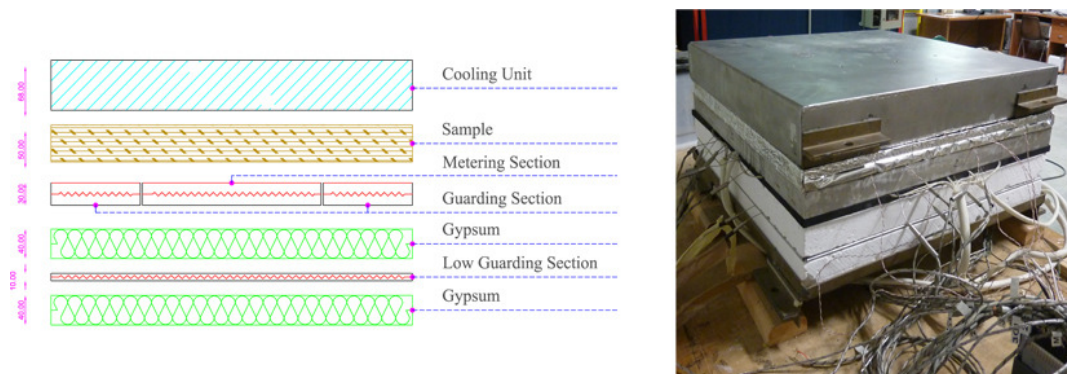 68.00
Cooling Unit
50.00
Sample
Metering Section
30.00
Guarding Section
40.00
Gypsum
10.00
Low Guarding Section
40.00
Gypsum